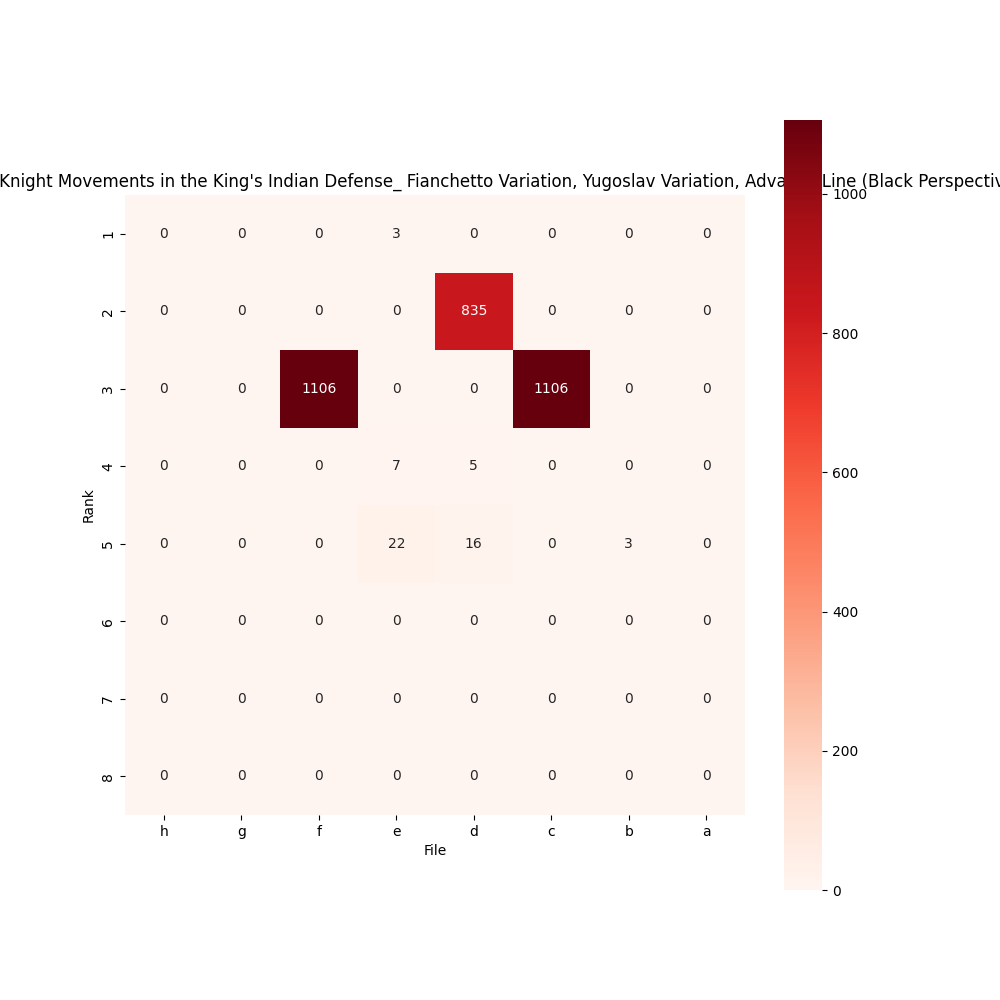 Knight Movements in the King's Indian Defense_ Fianchetto Variation, Yugoslav Variation, Line (Black
1000
1 0 0 0 3 0 0 0 0
2 0 0 0 0 835 0 0 0
800
3 0 0 1106 0 0 1106 0 0
4 0 0 0 7 5 0 0 0
600
Rank
5 0 0 0 22 16 0 3 0
6 0 0 0 0 0 0 0 0
400
7 0 0 0 0 0 0 0 0
200
8 0 0 0 0 0 0 0 0
h g f e d c b a
File
0